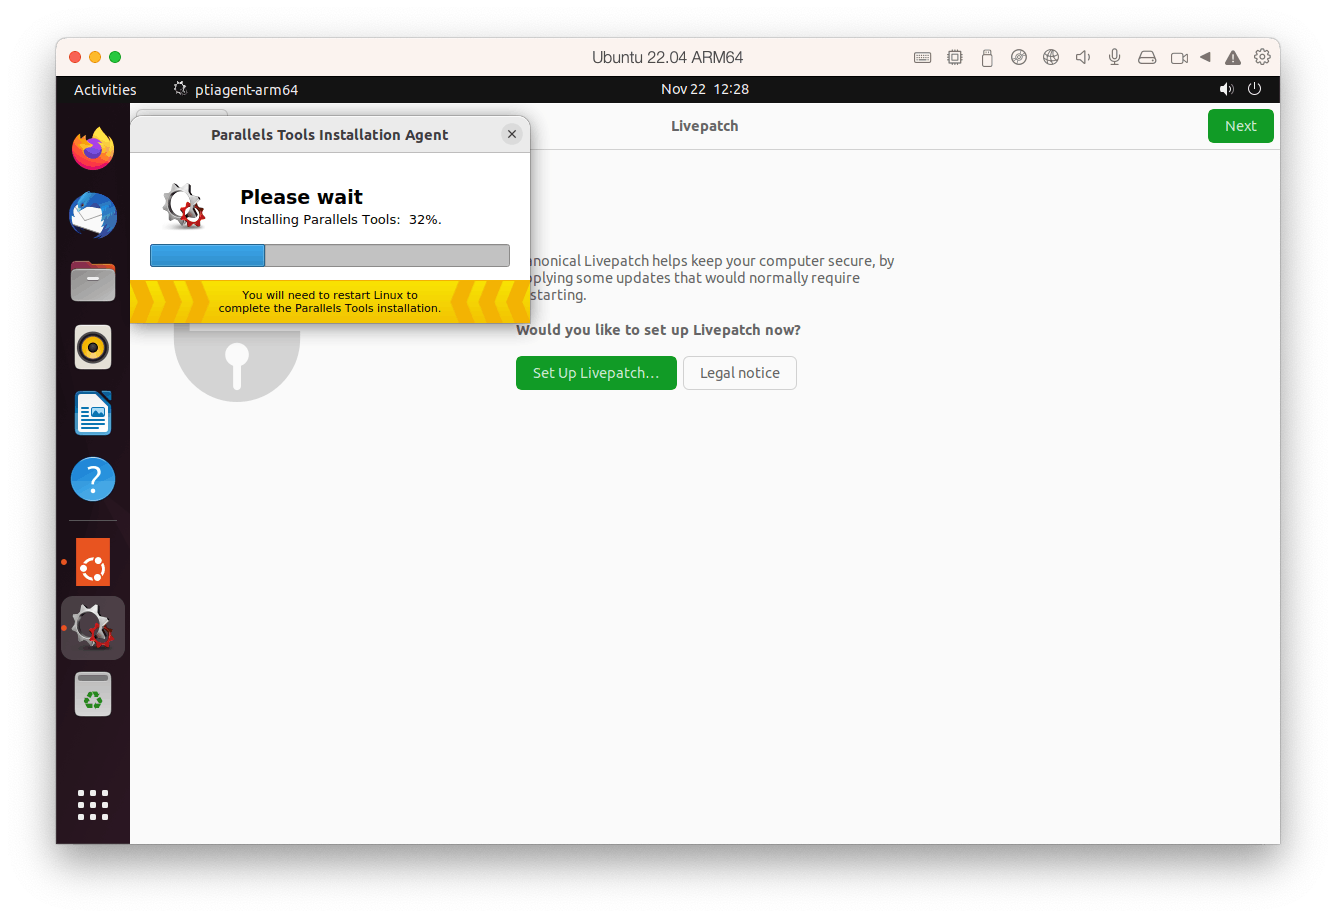 Ubuntu 22.04 ARM64
Activities
ptiagent-arm64
Nov 22 12:28
Livepatch
Next
Parallels Tools Installation Agent
Please wait
Installing Parallels Tools: 32%.
You will need to restart Linux to
complete the Parallels Tools installation.
nonical Livepatch helps keep your computer secure, by
plying some updates that would normally require
starting.
Would you like to set up Livepatch now?
Set Up Livepatch...
Legal notice
?